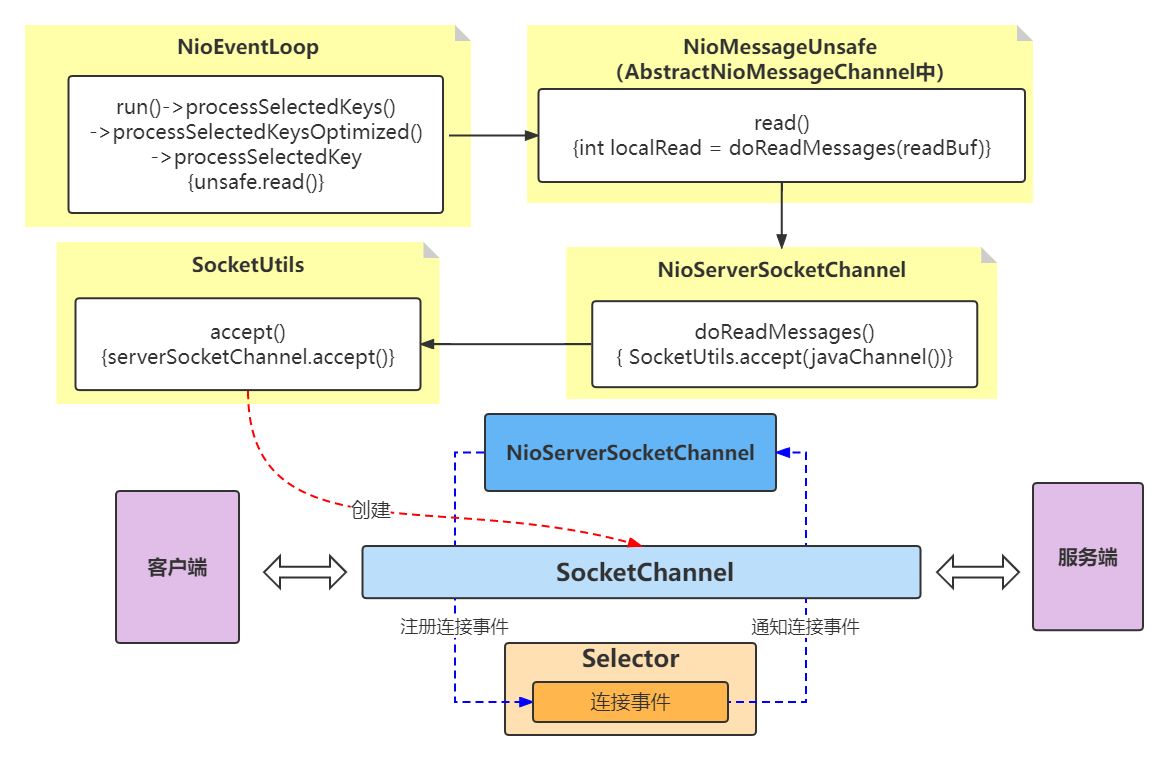 NioEventLoop
run()->processSelectedKeys()
->processSelectedKeysOptimized()
->processSelectedKey
{unsafe.read()}
NioMessageUnsafe
（AbstractNioMessageChannel中）
read()
{int localRead = doReadMessages(readBuf)}
SocketUtils
accept()
{serverSocketChannel.accept()}
NioServerSocketChannel
doReadMessages()
{ SocketUtils.accept(javaChannel())}
NioServerSocketChannel
创建
客户端
SocketChannel
服务端
注册连接事件
通知连接事件
Selector
连接事件